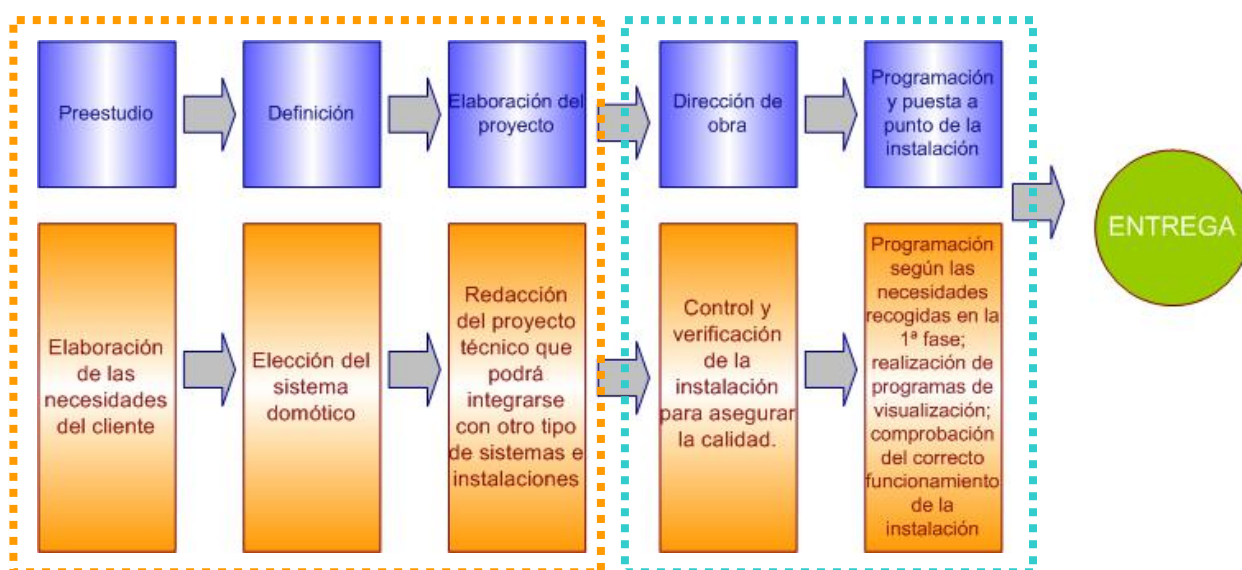 Preestudio
Definición
Elaboración del
proyecto
Dirección de
obra
Programación
y puesta a
punto de la
instalación
ENTREGA
Elaboración
de las
necesidades
del cliente
Elección del
sistema
domótico
Redacción
del proyecto
técnico que
podrá
integrarse
con otro tipo
de sistemas e
instalaciones
Control y
verificación
de la
instalación
para asegurar
la calidad.
Programación
según las
necesidades
recogidas en la
1ª fase;
realización de
programas de
visualización;
comprobación
del correcto
funcionamiento
de la
instalación